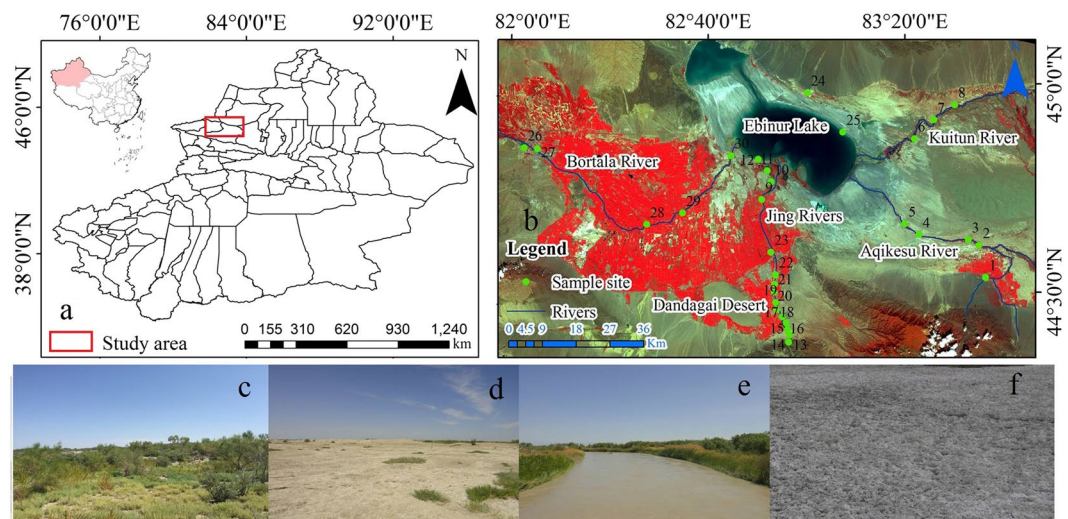 76°0'0"E 84°0'0"E 92°0'0"E
82°0'0"E 82°40'0"E 83°20'0"E
46°0'0"N
38°0'0"N
N
a
Study area
0 155 310 620 930 1,240
km
45°0'0"N
44°30'0"N
N
24
8
7
6
25
Ebinur Lake
Kuitun River
26
27
Bortala River
30
12
11
10
9
b
28
29
Jing Rivers
5
4
3
2
1
Aqikesu River
23
22
21
19
20
17
18
15
16
14
13
Dandagai Desert
Legend
Sample site
Rivers
0 4.5 9 18 27 36
Km
c
d
e
f